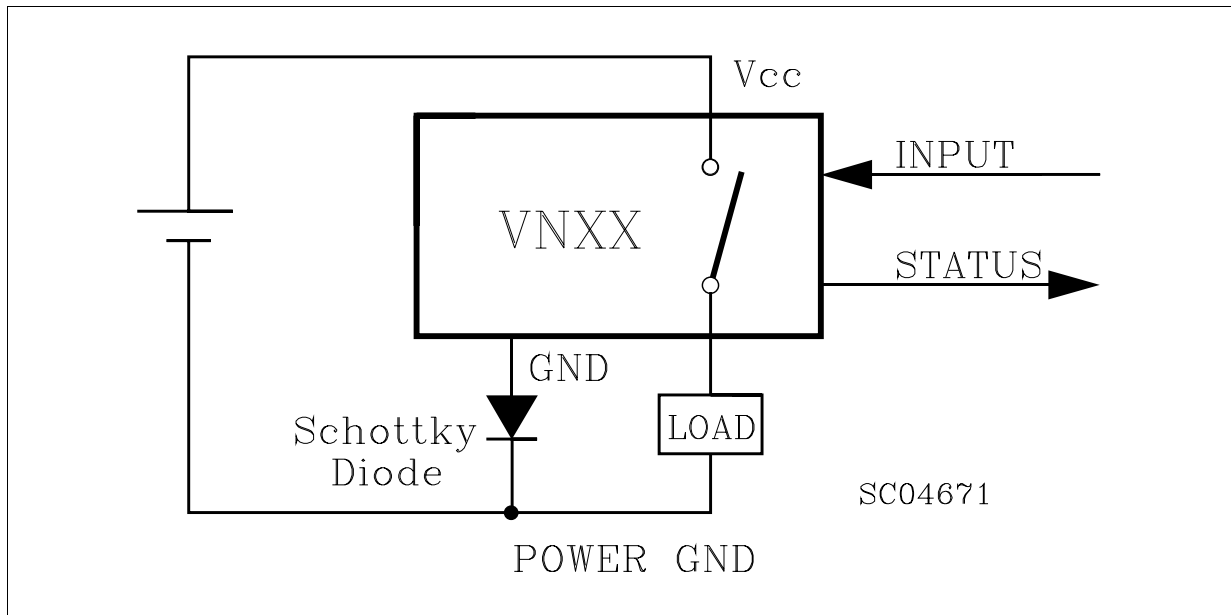 Vcc
INPUT
VNXX
STATUS
GND
Schottky
Diode
LOAD
SC04671
POWER GND